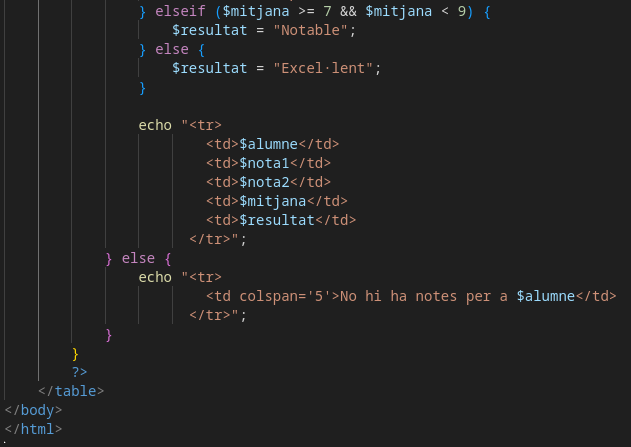 } elseif ($mitjana >= 7 && $mitjana < 9) {
$resultat = "Notable";
} else {
$resultat = "Excel·lent";
}
echo "<tr>
<td>$alumne</td>
<td>$nota1</td>
<td>$nota2</td>
<td>$mitjana</td>
<td>$resultat</td>
</tr>";
} else {
echo "<tr>
<td colspan='5'>No hi ha notes per a $alumne</td>
</tr>";
}
}
?>
</table>
</body>
</html>